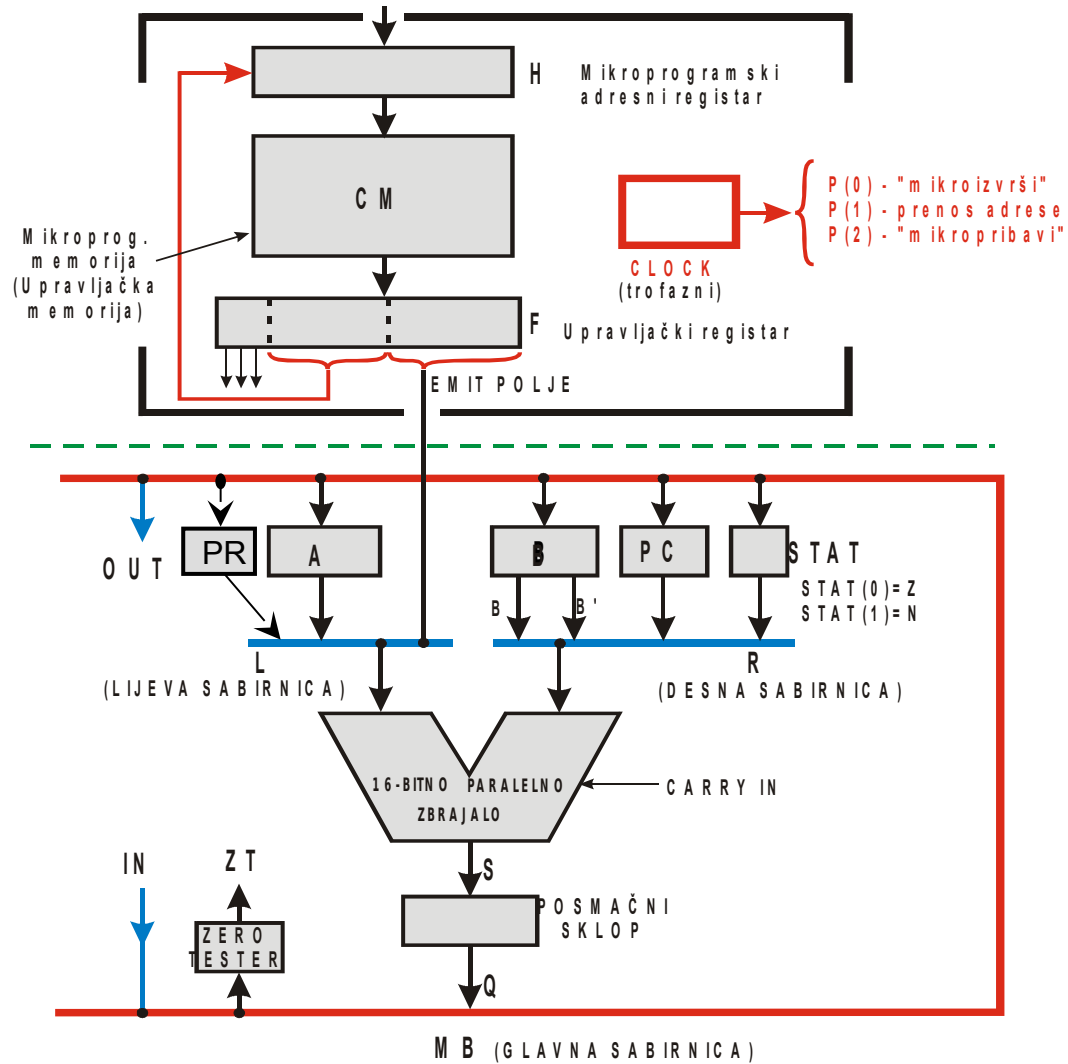 H
Mikroprogramski
adresni registar
CM
Mikroprog.
memorija
(Upravljačka
memorija)
P(0) - "mikroizvrši"
P(1) - prenos adrese
P(2) - "mikropribavi"
CLOCK
(trofazni)
F
Upravljački registar
EMIT POLJE
OUT
PR
A
B
PC
STAT
STAT(0)=Z
STAT(1)=N
B
B'
L
(LIJEVA SABIRNICA)
R
(DESNA SABIRNICA)
16-BITNO PARALELNO
ZBRAJALO
CARRY IN
S
IN
ZT
POSMAČNI
SKLOP
ZERO
TESTER
Q
MB (GLAVNA SABIRNICA)